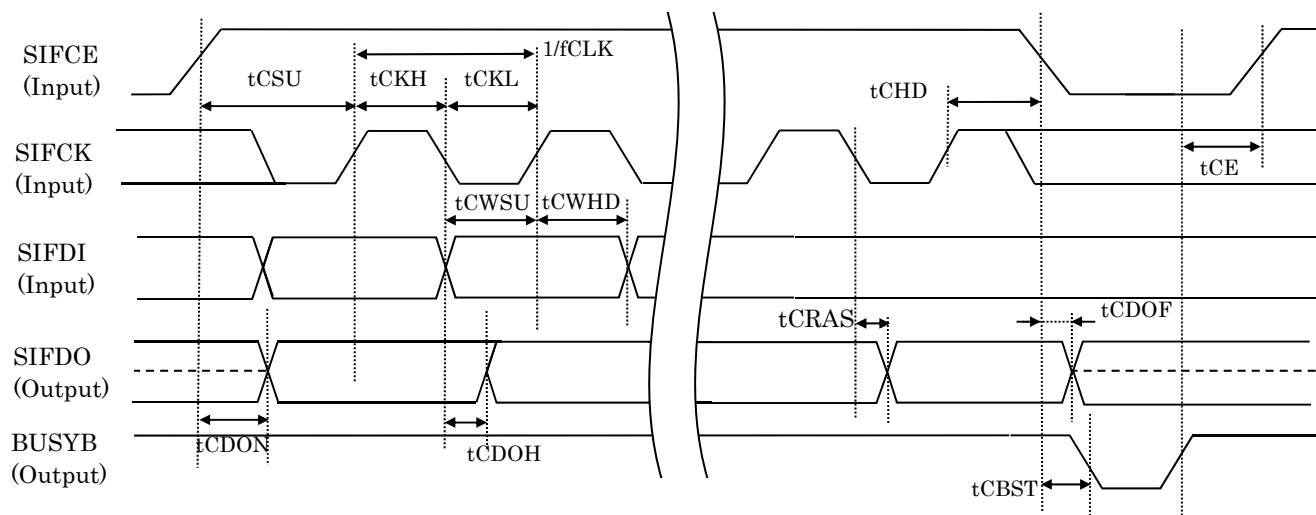 SIFCE
(Input)
1/fCLK
tCSU
tCKH
tCKL
tCHD
SIFCK
(Input)
tCE
tCWSU
tCWHD
SIFDI
(Input)
tCRAS
tCDOF
SIFDO
(Output)
tCDON
tCDOH
BUSYB
(Output)
tCBST